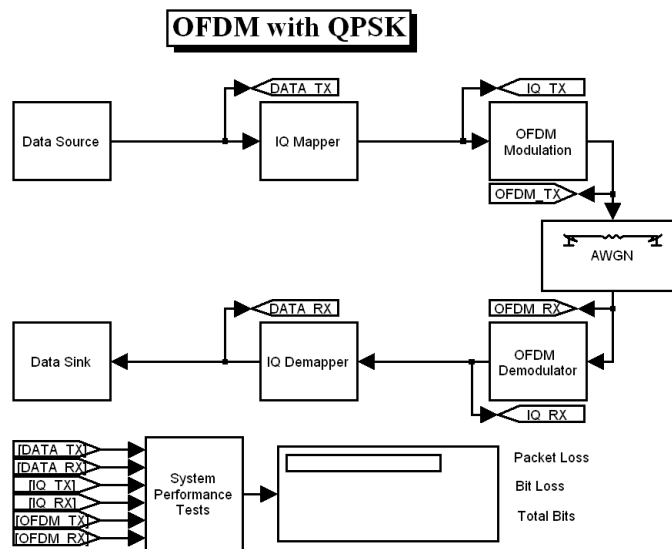 OFDM with QPSK
DATA_TX
IQ_TX
Data Source
IQ Mapper
OFDM
Modulation
OFDM_TX
AWGN
DATA_RX
OFDM_RX
Data Sink
IQ Demapper
OFDM
Demodulator
IQ_RX
[DATA_TX]
[DATA_RX]
[IQ_TX]
[IQ_RX]
[OFDM_TX]
[OFDM_RX]
System
Performance
Tests
Packet Loss
Bit Loss
Total Bits